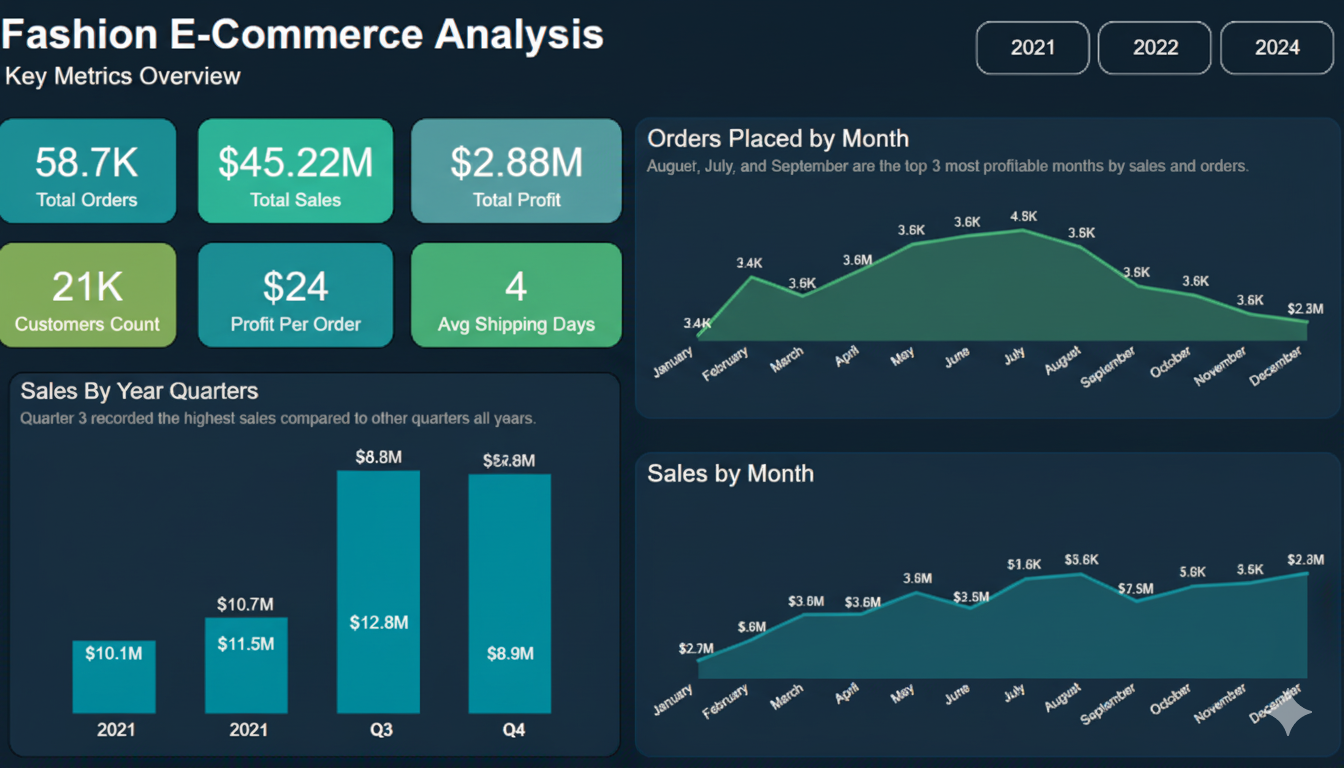 Fashion E-Commerce Analysis
Key Metrics Overview
2021
2022
2024
58.7K
Total Orders
$45.22M
Total Sales
$2.88M
Total Profit
21K
Customers Count
$24
Profit Per Order
4
Avg Shipping Days
Sales By Year Quarters
Quarter 3 recorded the highest sales compared to other quarters all years.
$10.1M
$10.7M
$11.5M
$8.8M
$12.8M
$8.9M
2021
2021
Q3
Q4
Orders Placed by Month
Auguet, July, and September are the top 3 most profilable months by sales and orders.
3.4K
3.4K
3.6K
3.6M
3.6K
3.6K
4.8K
3.5K
3.6K
3.6K
3.6K
$2.3M
January
February
March
April
May
June
July
August
September
October
November
December
Sales by Month
$2.7M
$.6M
$3.6M
$3.6M
3.6M
$3.5M
$1.6K
$5.6K
$7.5M
5.6K
3.5K
$2.3M
January
February
March
April
May
June
July
August
September
October
November
December